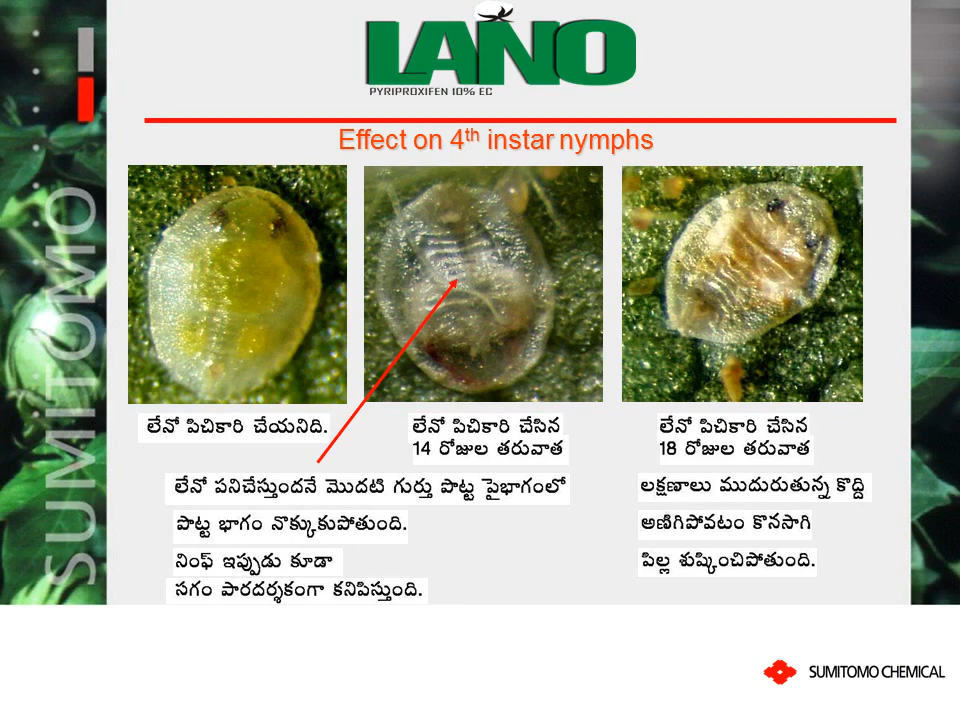 LANO
PYRIPROXIFEN 10% EC
Effect on 4th instar nymphs
SUMITOMO
లేనో పిచికారి చేయనిది.
లేనో పిచికారి చేసిన
14 రోజుల తరువాత
లేనో పిచికారి చేసిన
18 రోజుల తరువాత
లేనో పనిచేస్తుందనే మొదటి గుర్తు పొట్ట పైభాగంలో
పొట్ట భాగం నొక్కుకుపోతుంది.
నింఫ్ ఇప్పుడు కూడా
సగం పారదర్శకంగా కనిపిస్తుంది.
లక్షణాలు ముదురుతున్న కొద్ది
అణిగిపోవటం కొనసాగి
పిల్ల శుష్కించిపోతుంది.
SUMITOMO CHEMICAL